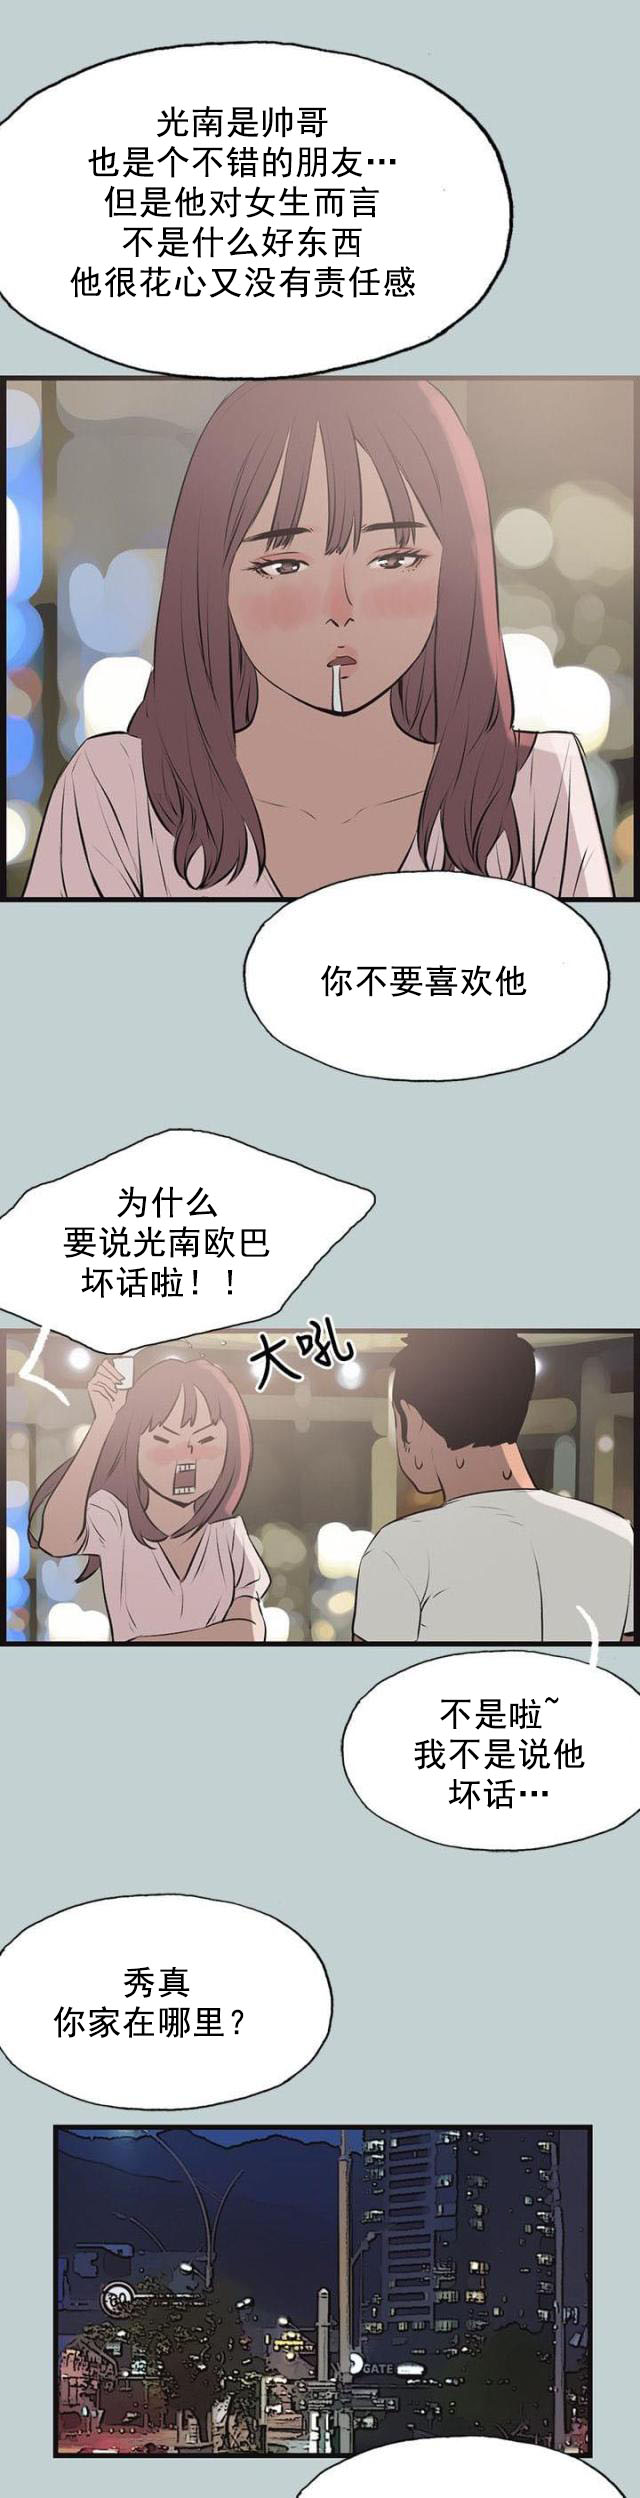 光南是帅哥
也是个不错的朋友…
但是他对女生而言
不是什么好东西
他很花心又没有责任感
你不要喜欢他
为什么
要说光南欧巴
坏话啦！！
大吼
不是啦~
我不是说他
坏话…
秀真
你家在哪里？
GATE